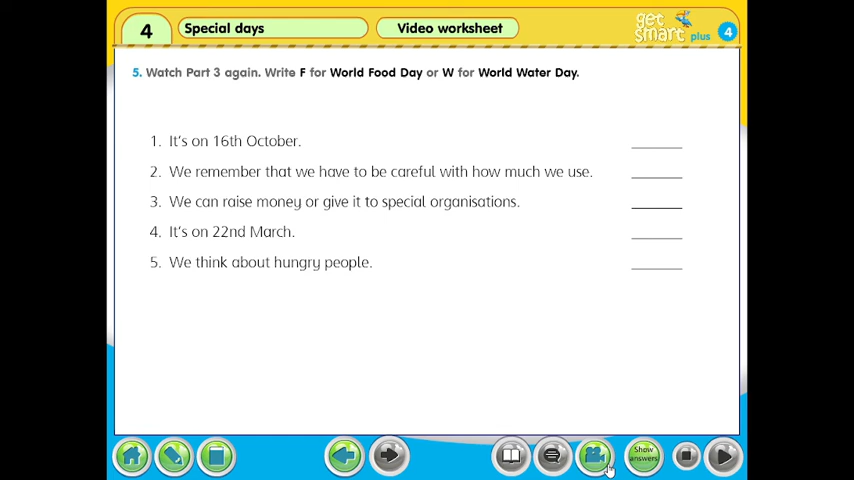 4 Special days Video worksheet get smart plus 4
5. Watch Part 3 again. Write F for World Food Day or W for World Water Day.
1. It's on 16th October.
2. We remember that we have to be careful with how much we use.
3. We can raise money or give it to special organisations.
4. It's on 22nd March.
5. We think about hungry people.
Show answers